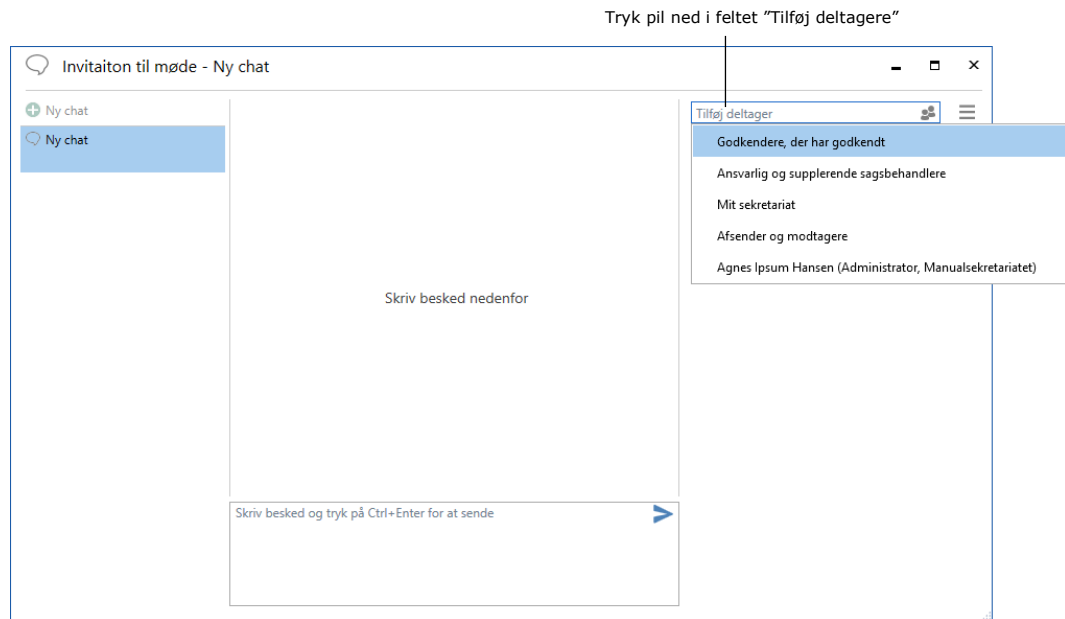 Tryk pil ned i feltet ”Tilføj deltagere”
Invitaiton til møde - Ny chat
Ny chat
Ny chat
Tilføj deltager
Godkendere, der har godkendt
Ansvarlig og supplerende sagsbehandlere
Mit sekretariat
Afsender og modtagere
Agnes Ipsum Hansen (Administrator, Manualsekretariatet)
Skriv besked nedenfor
Skriv besked og tryk på Ctrl+Enter for at sende